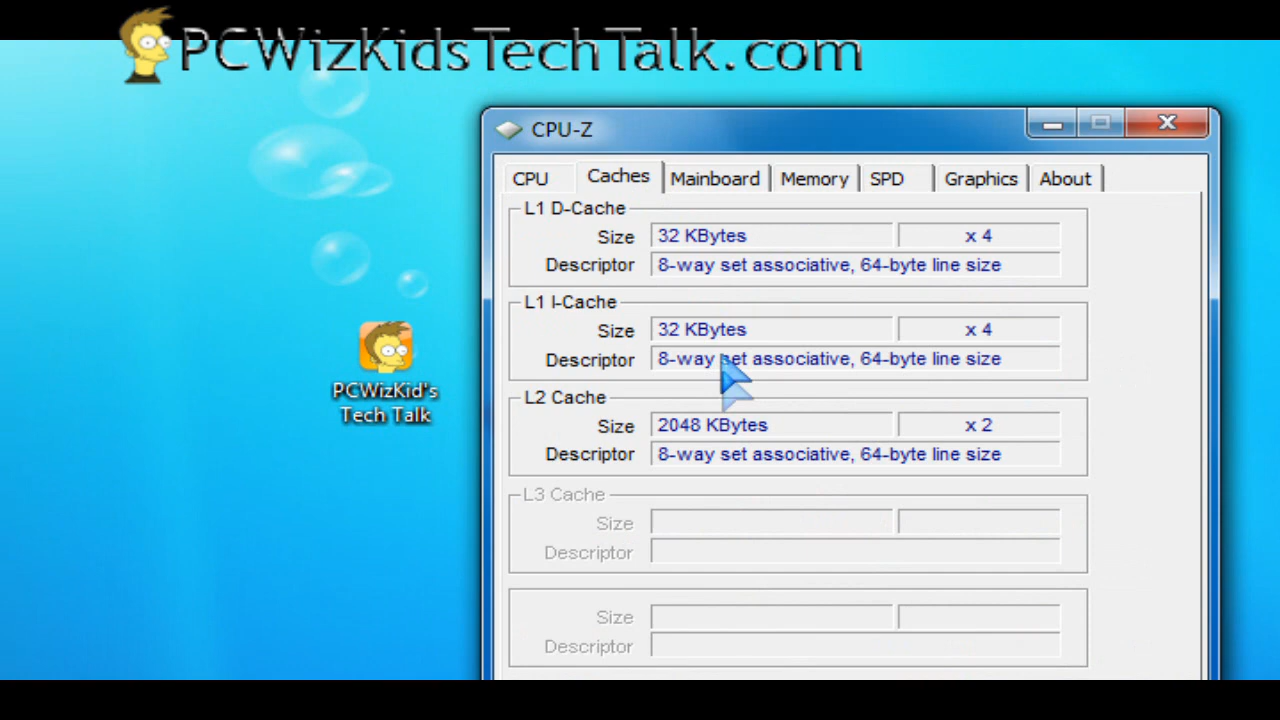 PCWizKidsTechTalk.com
CPU-Z
CPU Caches Mainboard Memory SPD Graphics About
L1 D-Cache
Size 32 KBytes x 4
Descriptor 8-way set associative, 64-byte line size
L1 I-Cache
Size 32 KBytes x 4
Descriptor 8-way set associative, 64-byte line size
L2 Cache
Size 2048 KBytes x 2
Descriptor 8-way set associative, 64-byte line size
L3 Cache
Size
Descriptor
Size
Descriptor
PCWizKid's
Tech Talk